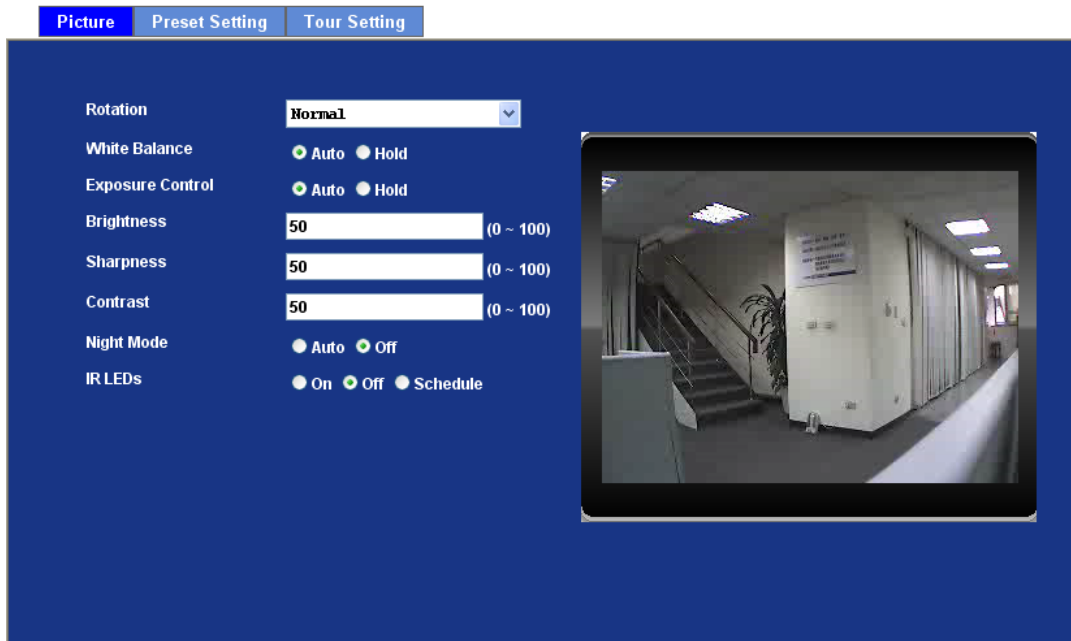 Picture Preset Setting Tour Setting
Rotation Normal
White Balance Auto Hold
Exposure Control Auto Hold
Brightness 50 (0 ~ 100)
Sharpness 50 (0 ~ 100)
Contrast 50 (0 ~ 100)
Night Mode Auto Off
IR LEDs On Off Schedule